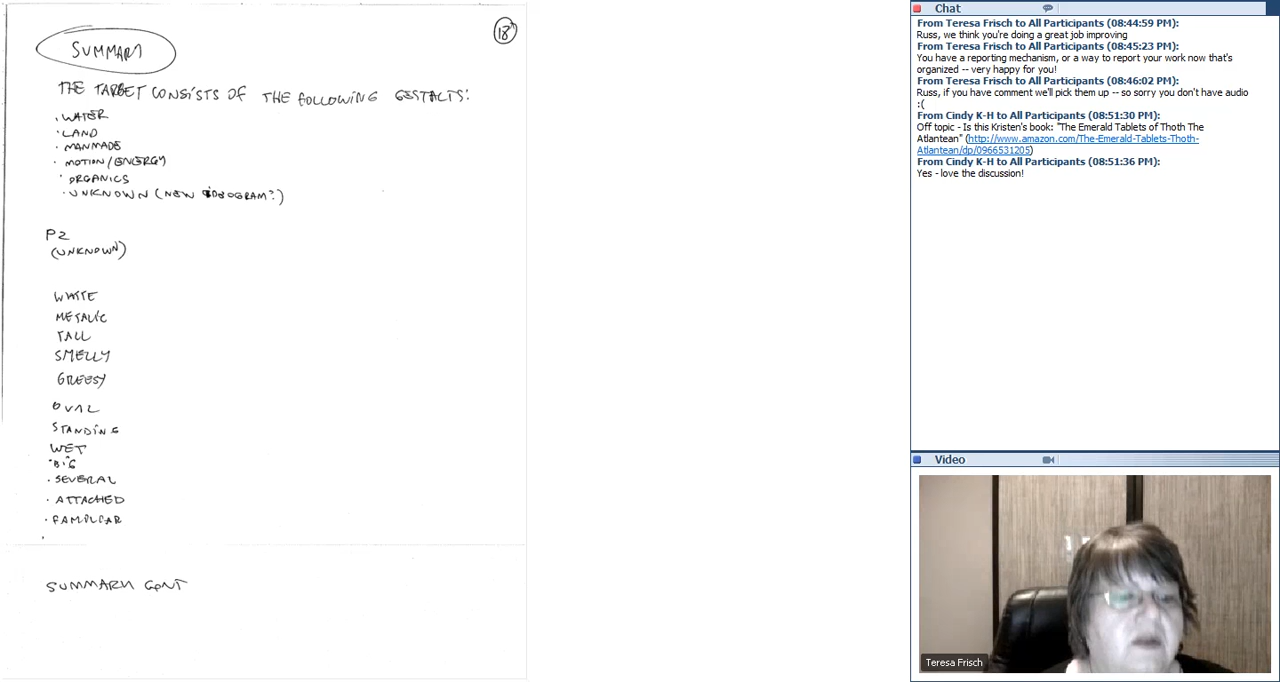 18
SUMMARY
THE TARGET CONSISTS OF THE FOLLOWING GESTALTS:
. WATER
. LAND
. MANMADE
. MOTION/ENERGY
. ORGANICS
. UNKNOWN (NEW IDEOGRAM?)
P2
(UNKNOWN)
WHITE
METALIC
TALL
SMELLY
GREESY
OVAL
STANDING
WET
. BIG
. SEVERAL
. ATTACHED
. FAMILIAR
.
SUMMARY CONT
Chat
From Teresa Frisch to All Participants (08:44:59 PM):
Russ, we think you're doing a great job improving
From Teresa Frisch to All Participants (08:45:23 PM):
You have a reporting mechanism, or a way to report your work now that's
organized -- very happy for you!
From Teresa Frisch to All Participants (08:46:02 PM):
Russ, if you have comment we'll pick them up -- so sorry you don't have audio
:(
From Cindy K-H to All Participants (08:51:30 PM):
Off topic - Is this Kristen's book: "The Emerald Tablets of Thoth The
Atlantean" (http://www.amazon.com/The-Emerald-Tablets-Thoth-
Atlantean/dp/0966531205)
From Cindy K-H to All Participants (08:51:36 PM):
Yes - love the discussion!
Video
Teresa Frisch